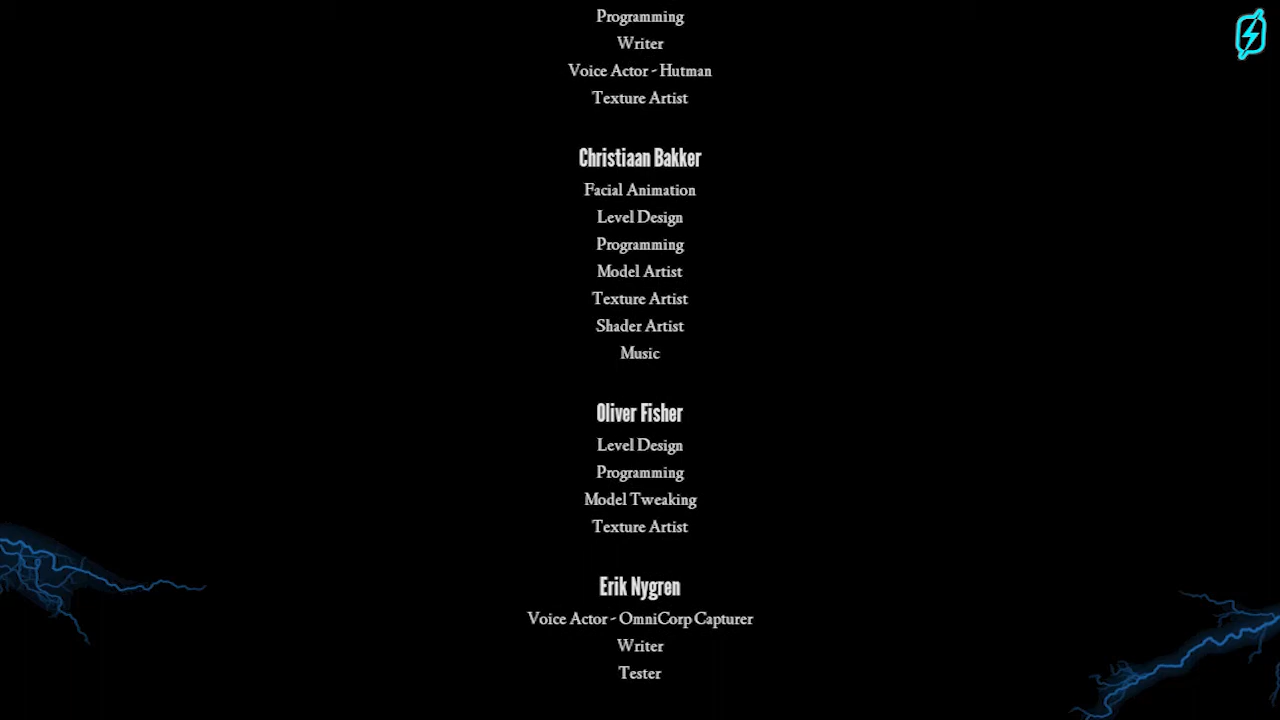 Programming
Writer
Voice Actor - Hutman
Texture Artist
Christiaan Bakker
Facial Animation
Level Design
Programming
Model Artist
Texture Artist
Shader Artist
Music
Oliver Fisher
Level Design
Programming
Model Tweaking
Texture Artist
Erik Nygren
Voice Actor - OmniCorp Capturer
Writer
Tester